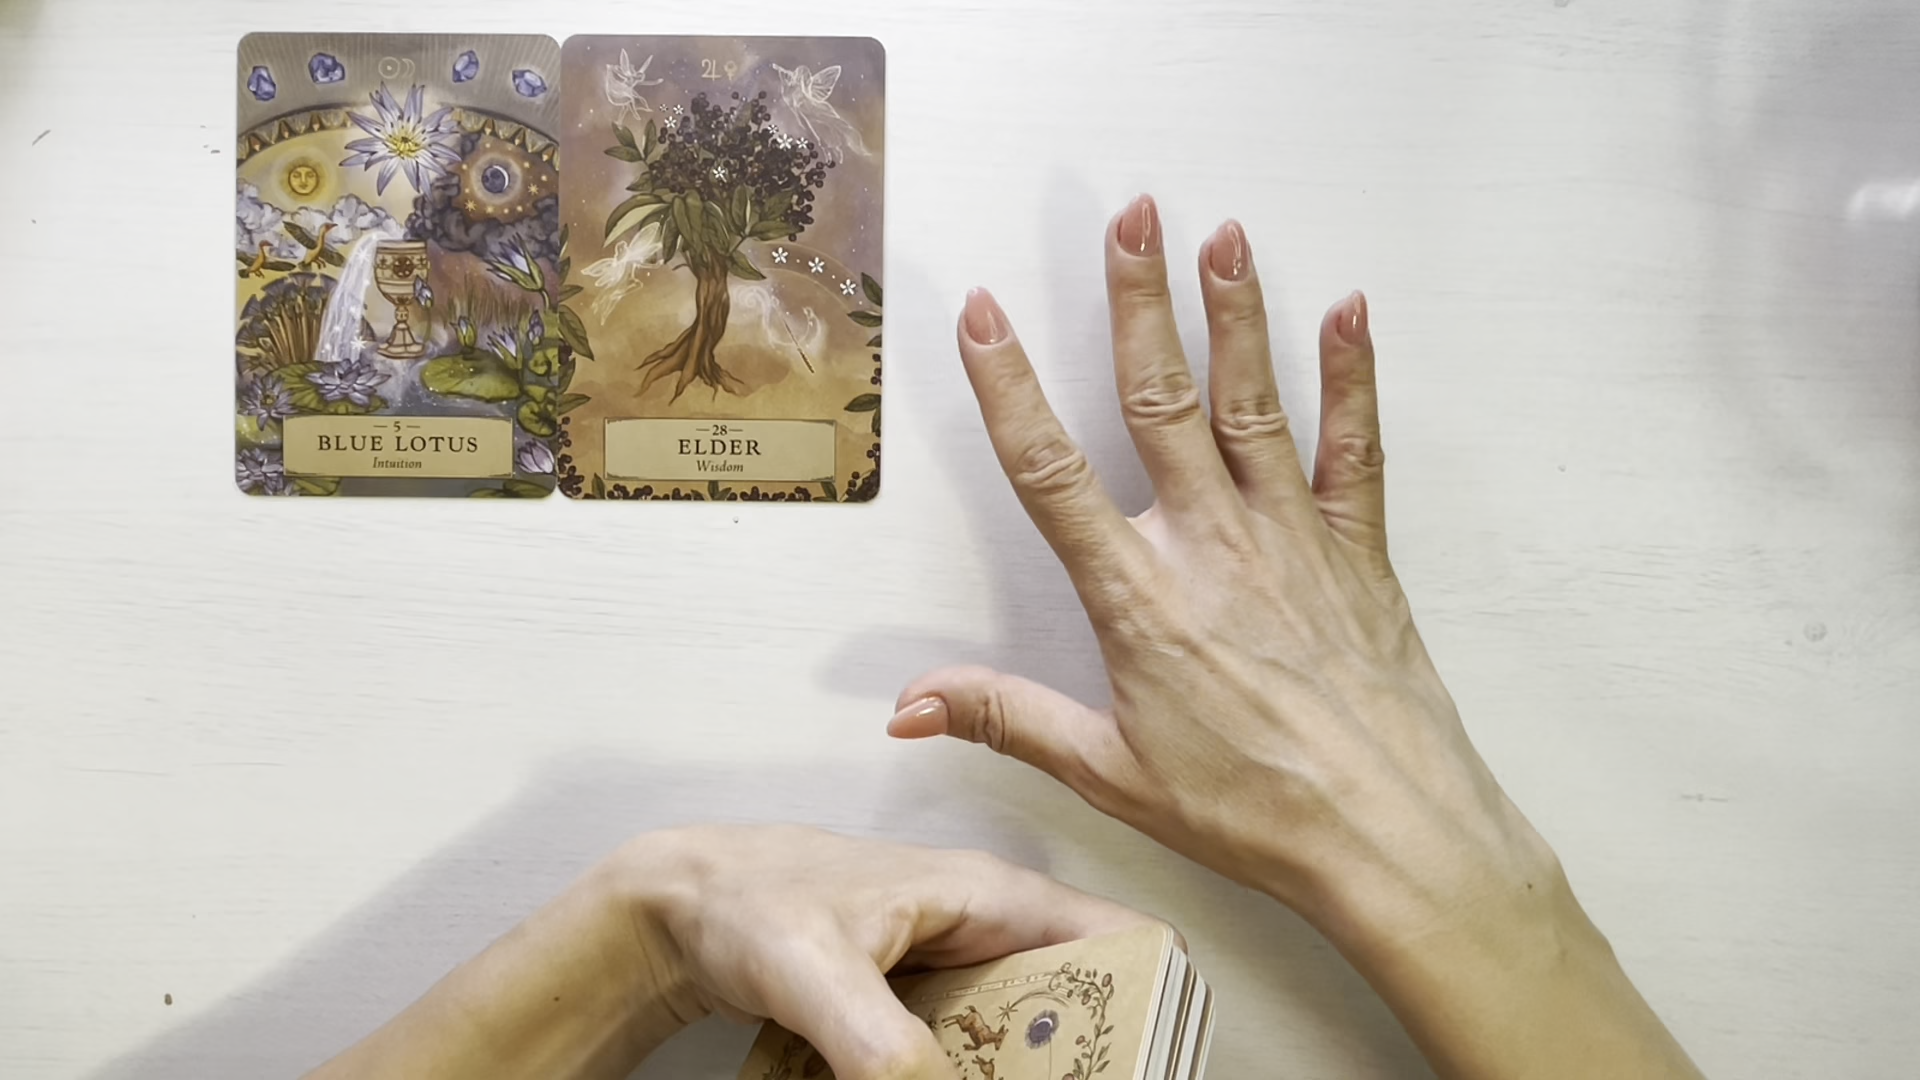 — 5 —
BLUE LOTUS
Intuition
—28—
ELDER
Wisdom